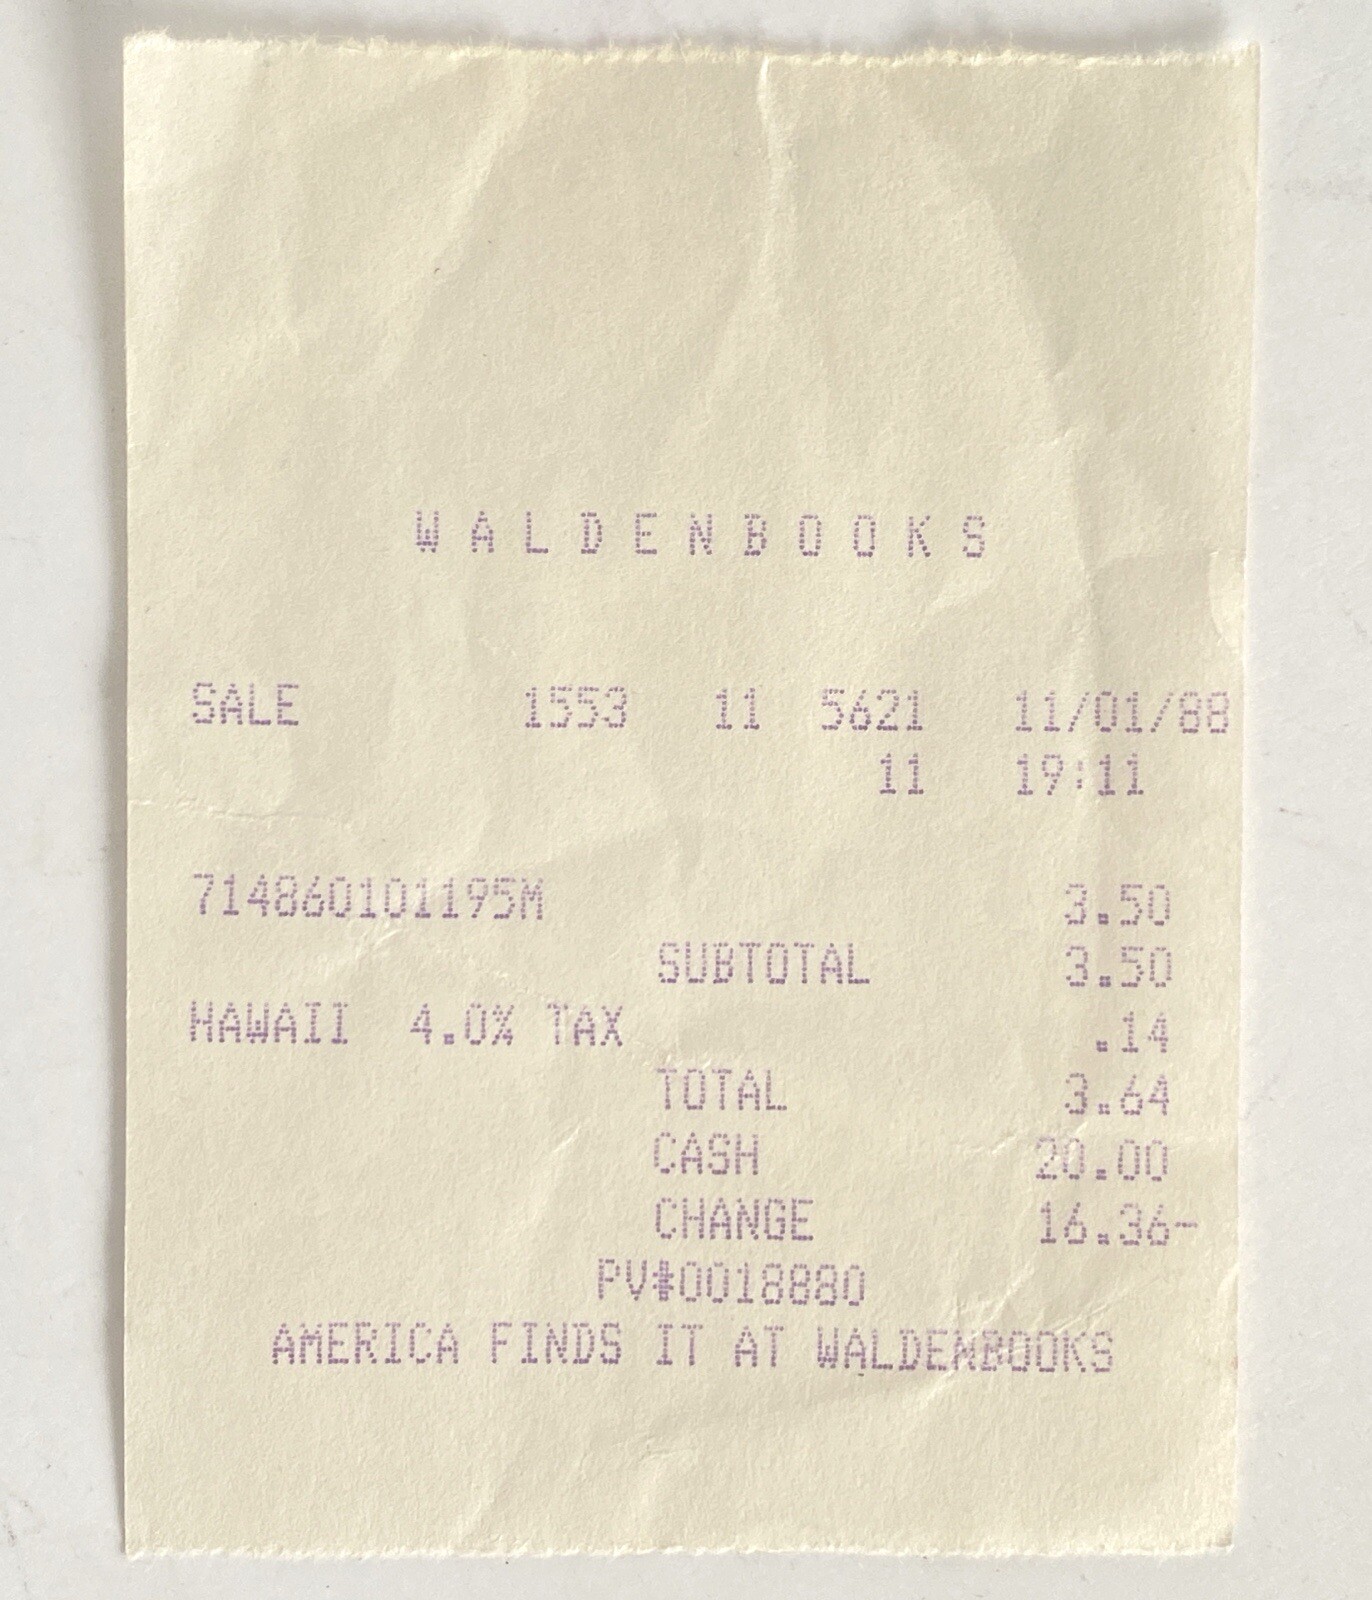 W A L D E N B O O K S
SALE 1553 11 5621 11/01/88
11 19:11
714860101195M 3.50
SUBTOTAL 3.50
HAWAII 4.0% TAX .14
TOTAL 3.64
CASH 20.00
CHANGE 16.36-
PV#0018880
AMERICA FINDS IT AT WALDENBOOKS